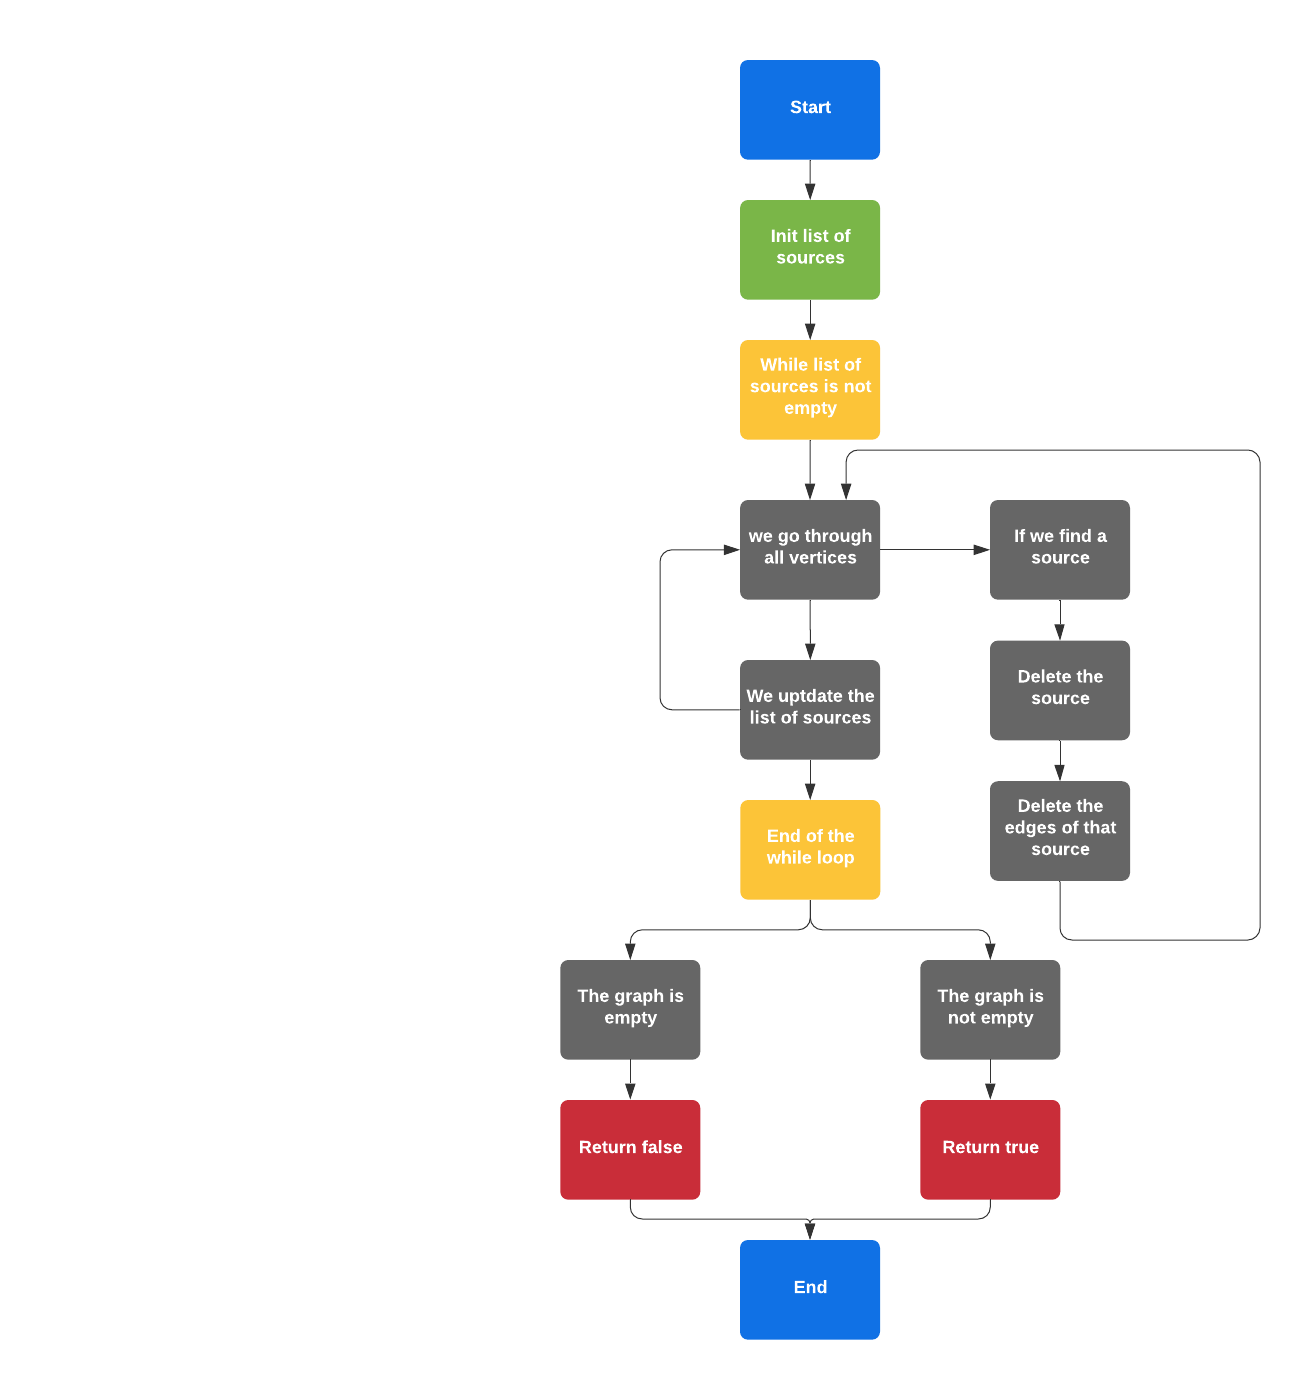 Start
Init list of
sources
While list of
sources is not
empty
we go through
all vertices
If we find a
source
We uptdate the
list of sources
Delete the
source
End of the
while loop
Delete the
edges of that
source
The graph is
empty
The graph is
not empty
Return false
Return true
End